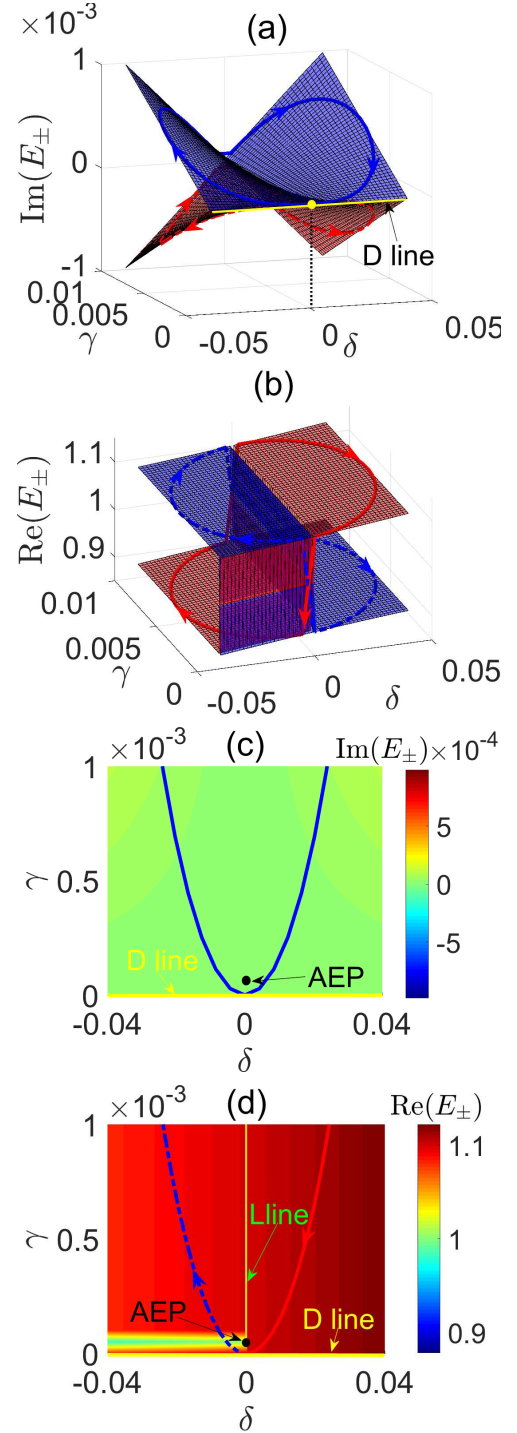 ×10⁻³
(a)
1
0
-1
Im(E±)
D line
0.01
0.005
0
γ
-0.05
0
δ
0.05
(b)
1.1
1
0.9
Re(E±)
0.01
0.005
0
γ
-0.05
0
δ
0.05
×10⁻³ (c) Im(E±)×10⁻⁴
1
0.5
0
γ
D line
AEP
-0.04 0 0.04
δ
5
0
-5
×10⁻³ (d) Re(E±)
1
0.5
0
γ
Lline
AEP
D line
-0.04 0 0.04
δ
1.1
1
0.9